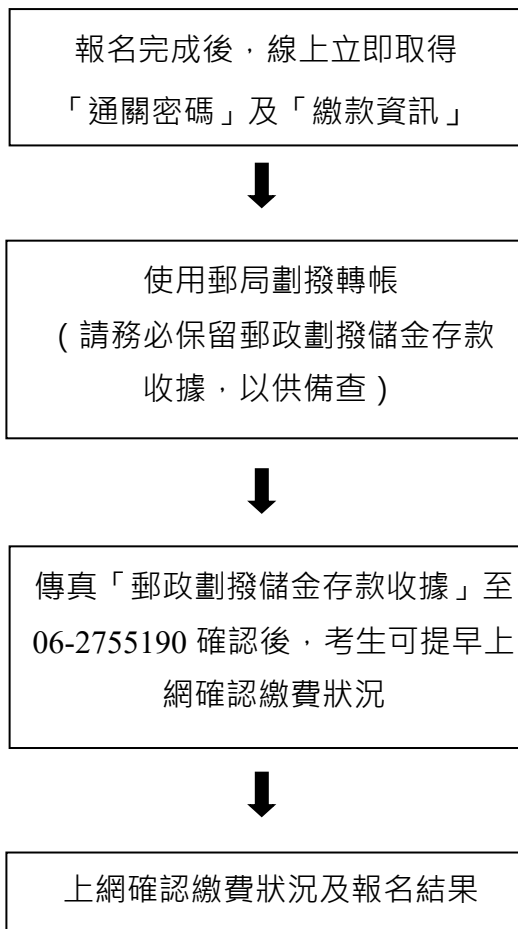 報名完成後，線上立即取得
「通關密碼」及「繳款資訊」
使用郵局劃撥轉帳
（請務必保留郵政劃撥儲金存款
收據，以供備查）
傳真「郵政劃撥儲金存款收據」至
06-2755190 確認後，考生可提早上
網確認繳費狀況
上網確認繳費狀況及報名結果